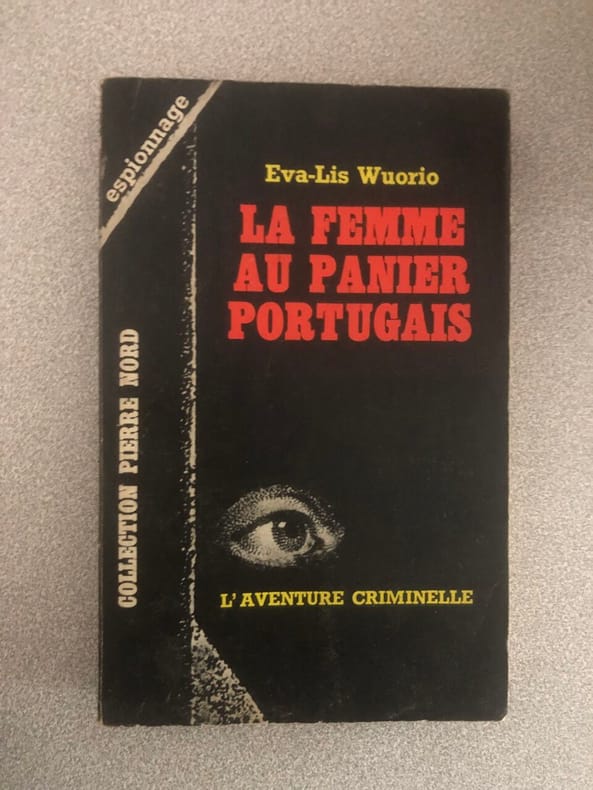 espionnage
Eva-Lis Wuorio
LA FEMME
AU PANIER
PORTUGAIS
COLLECTION PIERRE NORD
L'AVENTURE CRIMINELLE